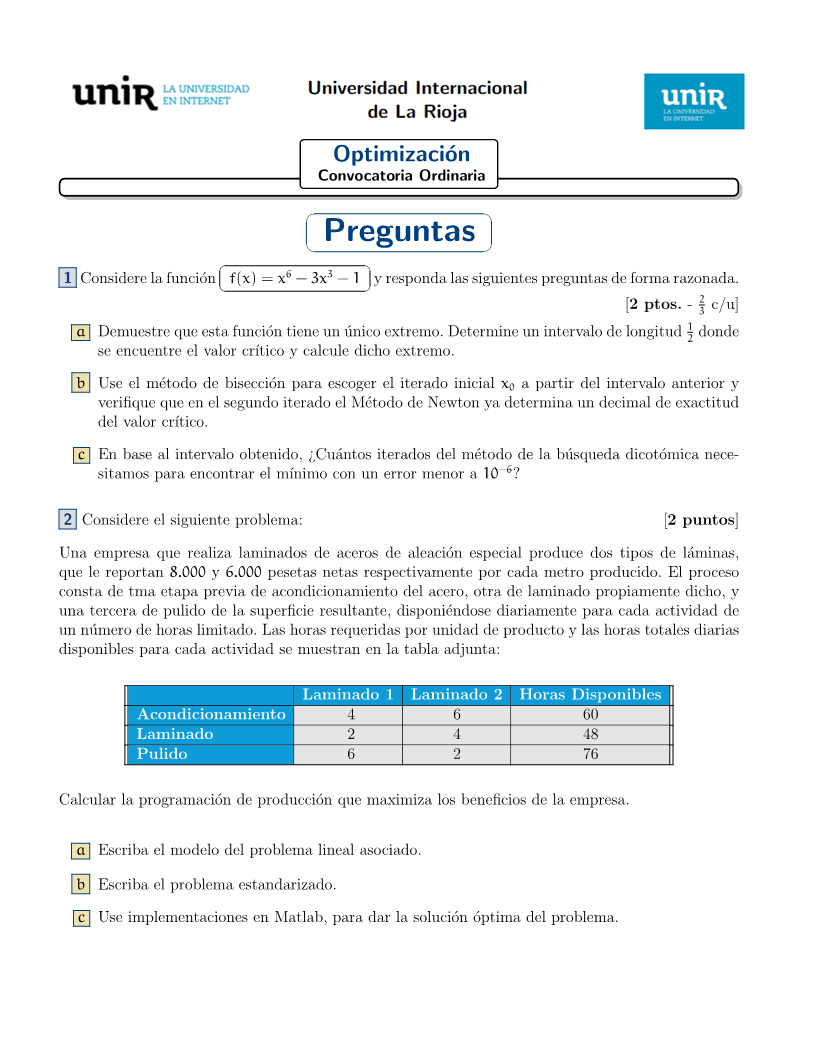 unir LA UNIVERSIDAD
EN INTERNET
Universidad Internacional
de La Rioja
unir
LA UNIVERSIDAD
EN INTERNET
Optimización
Convocatoria Ordinaria
Preguntas
1 Considere la función f(x) = x⁶ − 3x³ − 1 y responda las siguientes preguntas de forma razonada.
[2 ptos. - 2/3 c/u]
a Demuestre que esta función tiene un único extremo. Determine un intervalo de longitud 1/2 donde
se encuentre el valor crítico y calcule dicho extremo.
b Use el método de bisección para escoger el iterado inicial x₀ a partir del intervalo anterior y
verifique que en el segundo iterado el Método de Newton ya determina un decimal de exactitud
del valor crítico.
c En base al intervalo obtenido, ¿Cuántos iterados del método de la búsqueda dicotómica nece-
sitamos para encontrar el mínimo con un error menor a 10⁻⁶?
2 Considere el siguiente problema: [2 puntos]
Una empresa que realiza laminados de aceros de aleación especial produce dos tipos de láminas,
que le reportan 8.000 y 6.000 pesetas netas respectivamente por cada metro producido. El proceso
consta de tma etapa previa de acondicionamiento del acero, otra de laminado propiamente dicho, y
una tercera de pulido de la superficie resultante, disponiéndose diariamente para cada actividad de
un número de horas limitado. Las horas requeridas por unidad de producto y las horas totales diarias
disponibles para cada actividad se muestran en la tabla adjunta:
Laminado 1 Laminado 2 Horas Disponibles
Acondicionamiento 4 6 60
Laminado 2 4 48
Pulido 6 2 76
Calcular la programación de producción que maximiza los beneficios de la empresa.
a Escriba el modelo del problema lineal asociado.
b Escriba el problema estandarizado.
c Use implementaciones en Matlab, para dar la solución óptima del problema.